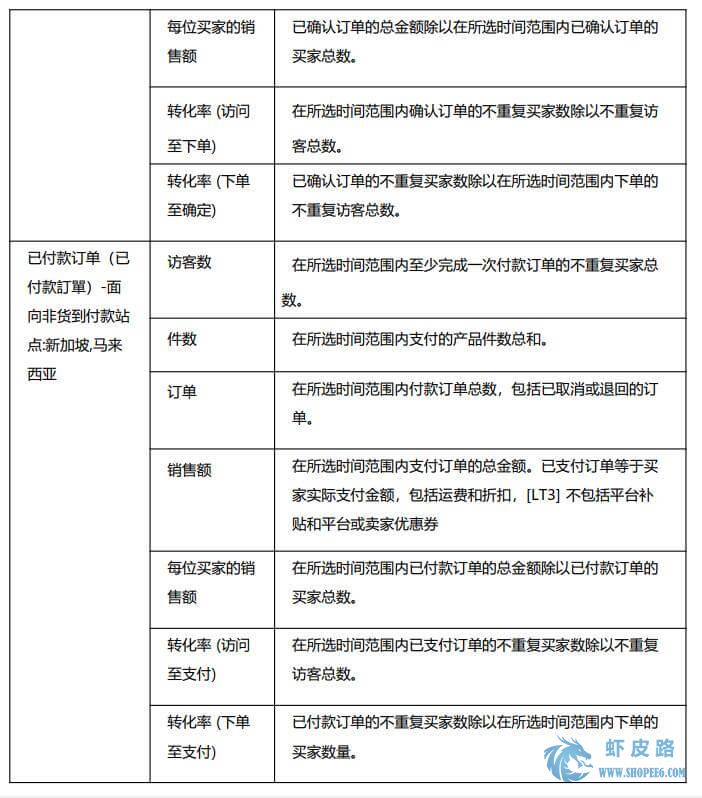 每位买家的销
售额
已确认订单的总金额除以在所选时间范围内已确认订单的
买家总数。
转化率 (访问
至下单)
在所选时间范围内确认订单的不重复买家数除以不重复访
客总数。
转化率 (下单
至确定)
已确认订单的不重复买家数除以在所选时间范围内下单的
不重复访客总数。
已付款订单（已
付款訂單）-面
向非货到付款站
点:新加坡,马来
西亚
访客数
在所选时间范围内至少完成一次付款订单的不重复买家总
数。
件数
在所选时间范围内支付的产品件数总和。
订单
在所选时间范围内付款订单总数，包括已取消或退回的订
单。
销售额
在所选时间范围内支付订单的总金额。已支付订单等于买
家实际支付金额，包括运费和折扣，[LT3] 不包括平台补
贴和平台或卖家优惠券
每位买家的销
售额
在所选时间范围内已付款订单的总金额除以已付款订单的
买家总数。
转化率 (访问
至支付)
在所选时间范围内已支付订单的不重复买家数除以不重复
访客总数。
转化率 (下单
至支付)
已付款订单的不重复买家数除以在所选时间范围内下单的
买家数量。
虾皮路
WWW.SHOPEE6.COM